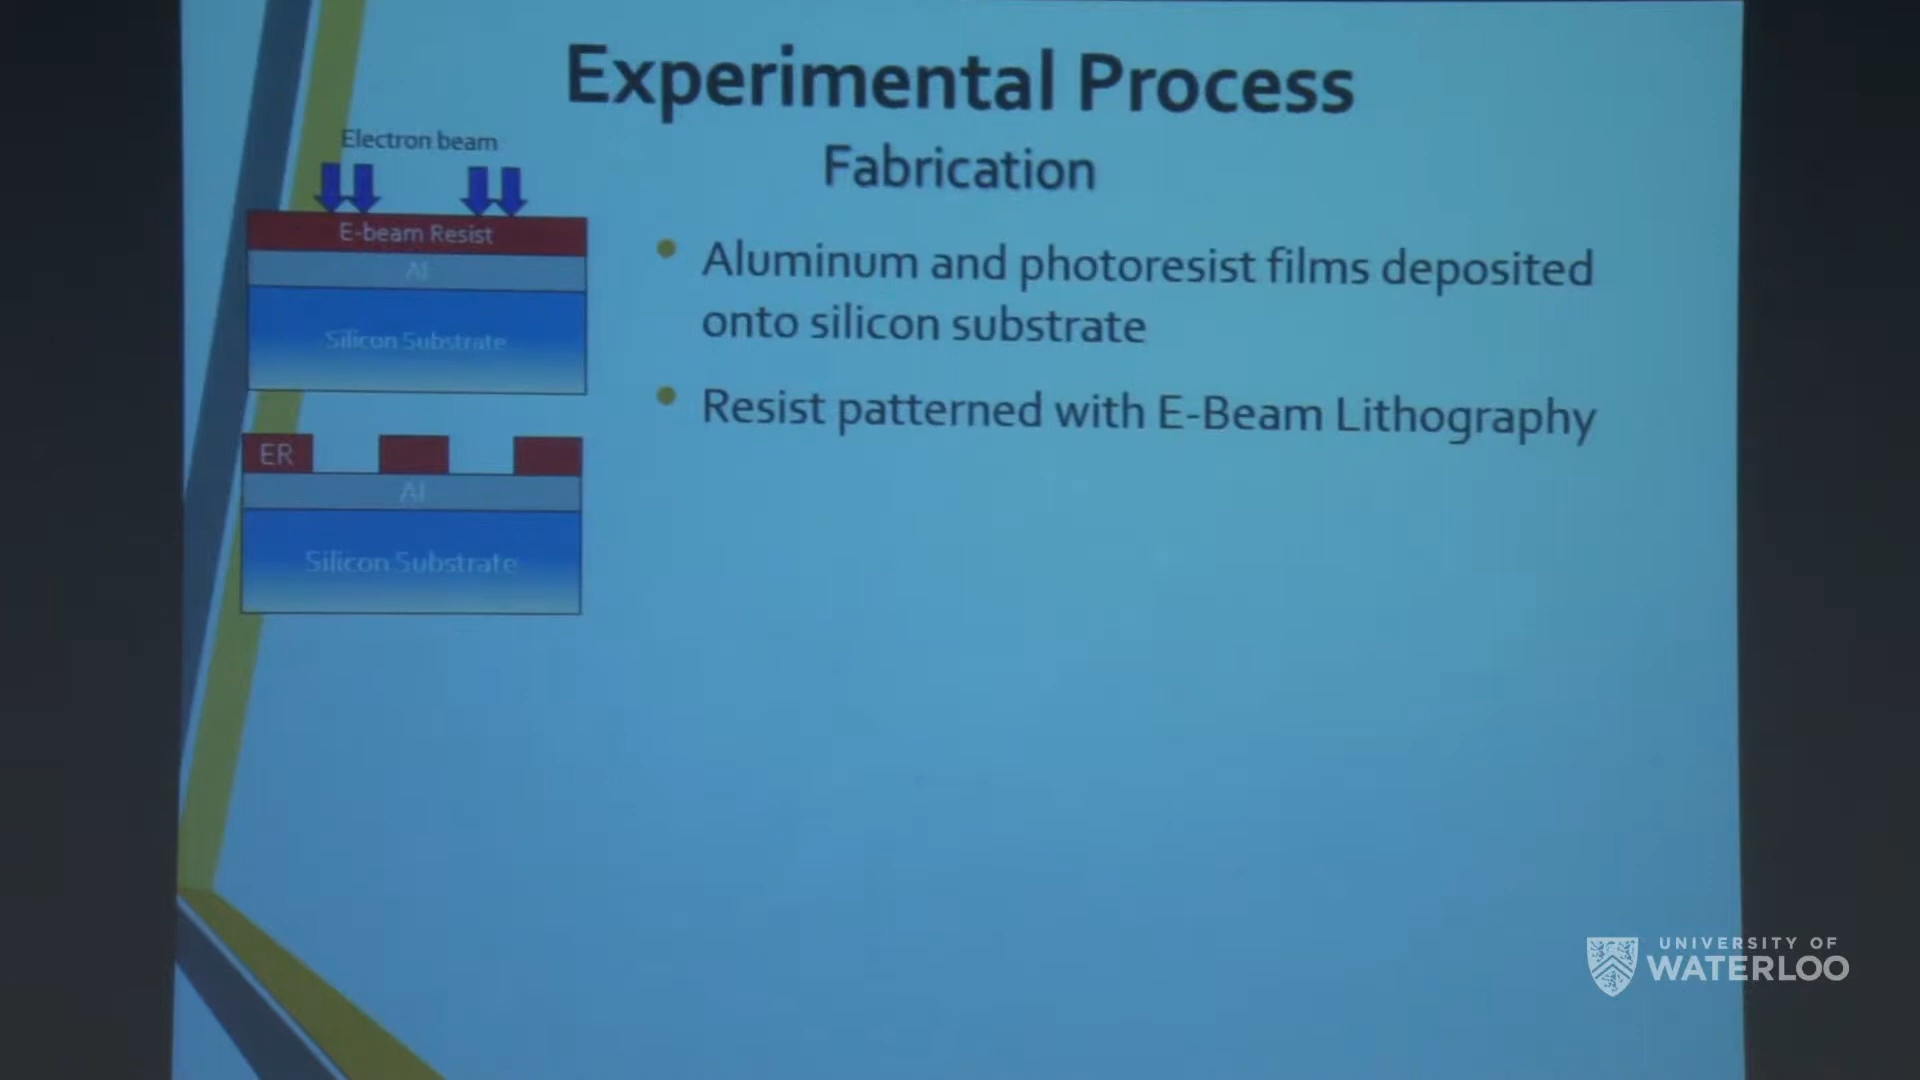 Experimental Process
Fabrication
Electron beam
E-beam Resist
Al
Silicon Substrate
ER
Al
Silicon Substrate
Aluminum and photoresist films deposited
onto silicon substrate
Resist patterned with E-Beam Lithography
UNIVERSITY OF
WATERLOO